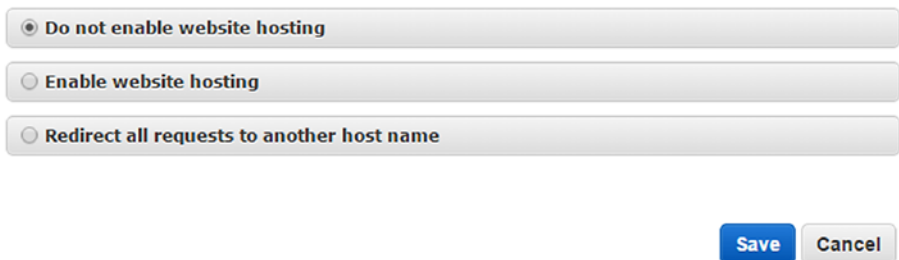 Do not enable website hosting
Enable website hosting
Redirect all requests to another host name
Save Cancel